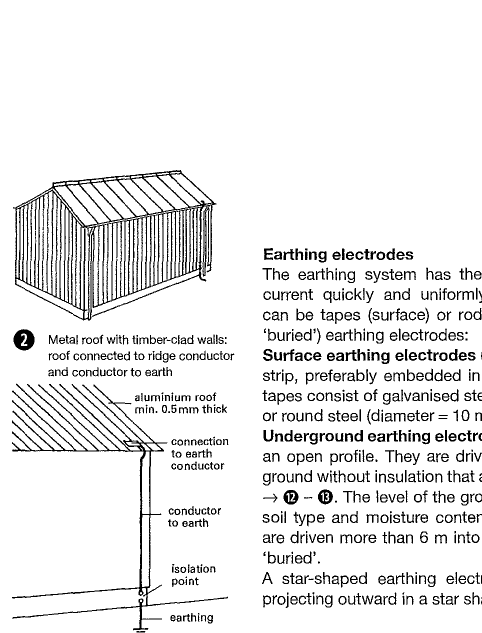 ❷ Metal roof with timber-clad walls:
roof connected to ridge conductor
and conductor to earth
aluminium roof
min. 0.5mm thick
connection
to earth
conductor
conductor
to earth
isolation
point
earthing
Earthing electrodes
The earthing system has the
current quickly and uniformly
can be tapes (surface) or rod
‘buried’) earthing electrodes:
Surface earthing electrodes
strip, preferably embedded in
tapes consist of galvanised ste
or round steel (diameter = 10 m
Underground earthing electro
an open profile. They are driv
ground without insulation that a
→ ⓬ – ⓭. The level of the gro
soil type and moisture conten
are driven more than 6 m into
‘buried’.
A star-shaped earthing electr
projecting outward in a star sha